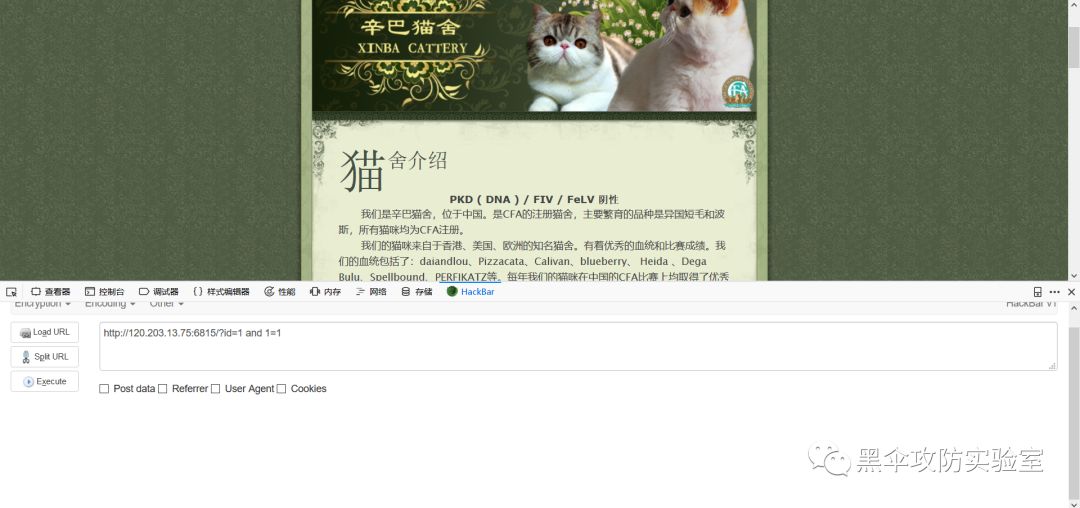 辛巴猫舍
XINBA CATTERY
CFA
猫舍介绍
PKD ( DNA ) / FIV / FeLV 阴性
我们是辛巴猫舍，位于中国。是CFA的注册猫舍，主要繁育的品种是异国短毛和波
斯，所有猫咪均为CFA注册。
我们的猫咪来自于香港、美国、欧洲的知名猫舍。有着优秀的血统和比赛成绩。我
们的血统包括了：daiandlou、Pizzacata、Calivan、blueberry、 Heida 、Dega
Bulu、Spellbound、PERFIKATZ等。每年我们的猫咪在中国的CFA比赛上均取得了优秀
查看器 控制台 调试器 样式编辑器 性能 内存 网络 存储 HackBar
Encryption Encoding Other HackBar V1
Load URL http://120.203.13.75:6815/?id=1 and 1=1
Split URL
Execute
Post data Referrer User Agent Cookies
黑伞攻防实验室